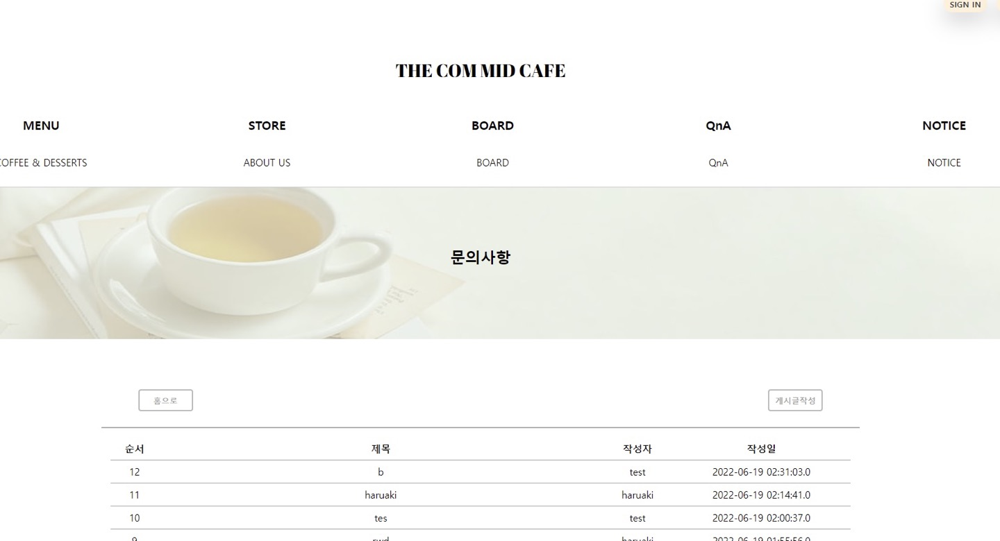 SIGN IN
THE COM MID CAFE
MENU STORE BOARD QnA NOTICE
COFFEE & DESSERTS ABOUT US BOARD QnA NOTICE
문의사항
홈으로 게시글작성
순서 제목 작성자 작성일
12 b test 2022-06-19 02:31:03.0
11 haruaki haruaki 2022-06-19 02:14:41.0
10 tes test 2022-06-19 02:00:37.0
9 rwd haruaki 2022-06-19 01:55:56.0